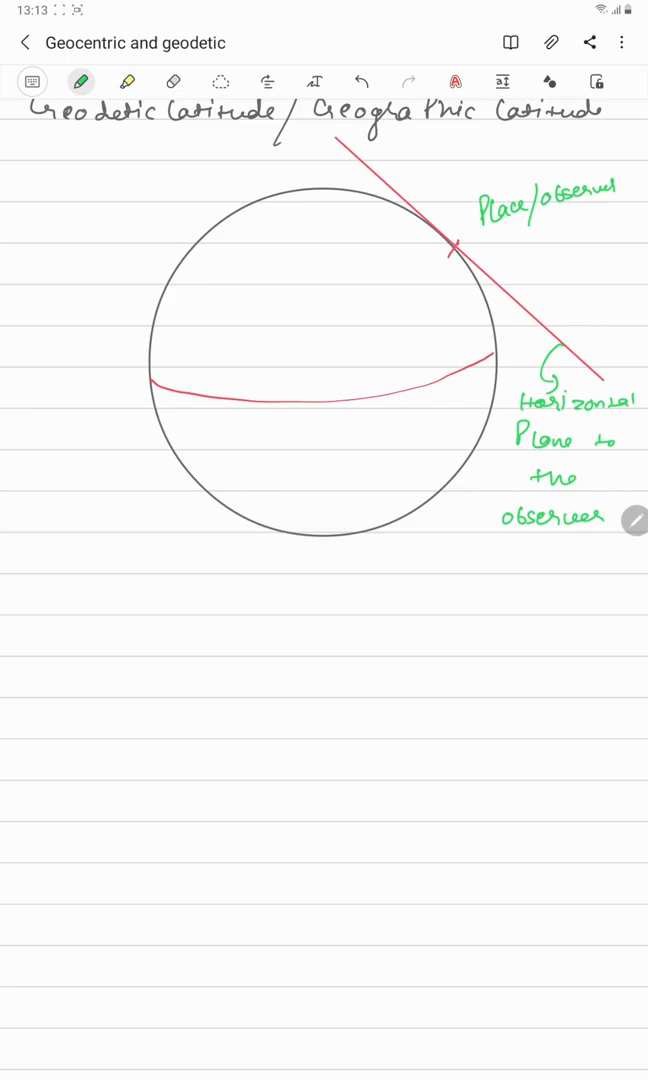 13:13
Geocentric and geodetic
Geodetic Latitude / Geographic Latitude
Place/observer
Horizontal
Plane to
the
observer